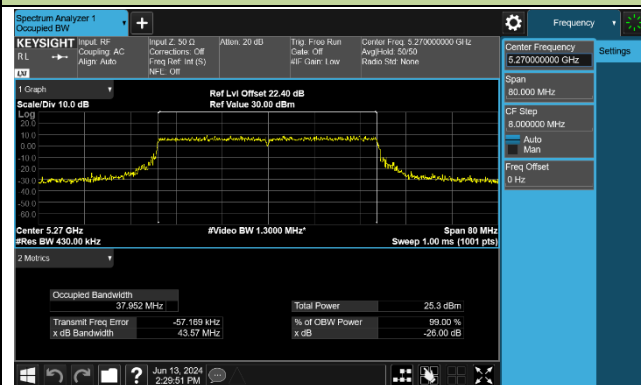 Spectrum Analyzer 1
Occupied BW
Frequency
KEYSIGHT
Input: RF
Coupling: AC
Align: Auto
Input Z: 50 Ω
Corrections: Off
Freq Ref: Int (S)
NFE: Off
Atten: 20 dB
Trig: Free Run
Gate: Off
#IF Gain: Low
Center Freq: 5.270000000 GHz
Avg|Hold: 50/50
Radio Std: None
RL
LXI
Center Frequency
5.270000000 GHz
Settings
Span
80.000 MHz
CF Step
8.000000 MHz
Auto
Man
Freq Offset
0 Hz
1 Graph
Scale/Div 10.0 dB
Ref Lvl Offset 22.40 dB
Ref Value 30.00 dBm
Log
20.0
10.0
0.00
-10.0
-20.0
-30.0
-40.0
-50.0
-60.0
Center 5.27 GHz
#Res BW 430.00 kHz
#Video BW 1.3000 MHz*
Span 80 MHz
Sweep 1.00 ms (1001 pts)
2 Metrics
Occupied Bandwidth
37.952 MHz
Total Power 25.3 dBm
Transmit Freq Error -57.169 kHz
% of OBW Power 99.00 %
x dB Bandwidth 43.57 MHz
x dB -26.00 dB
Jun 13, 2024
2:29:51 PM